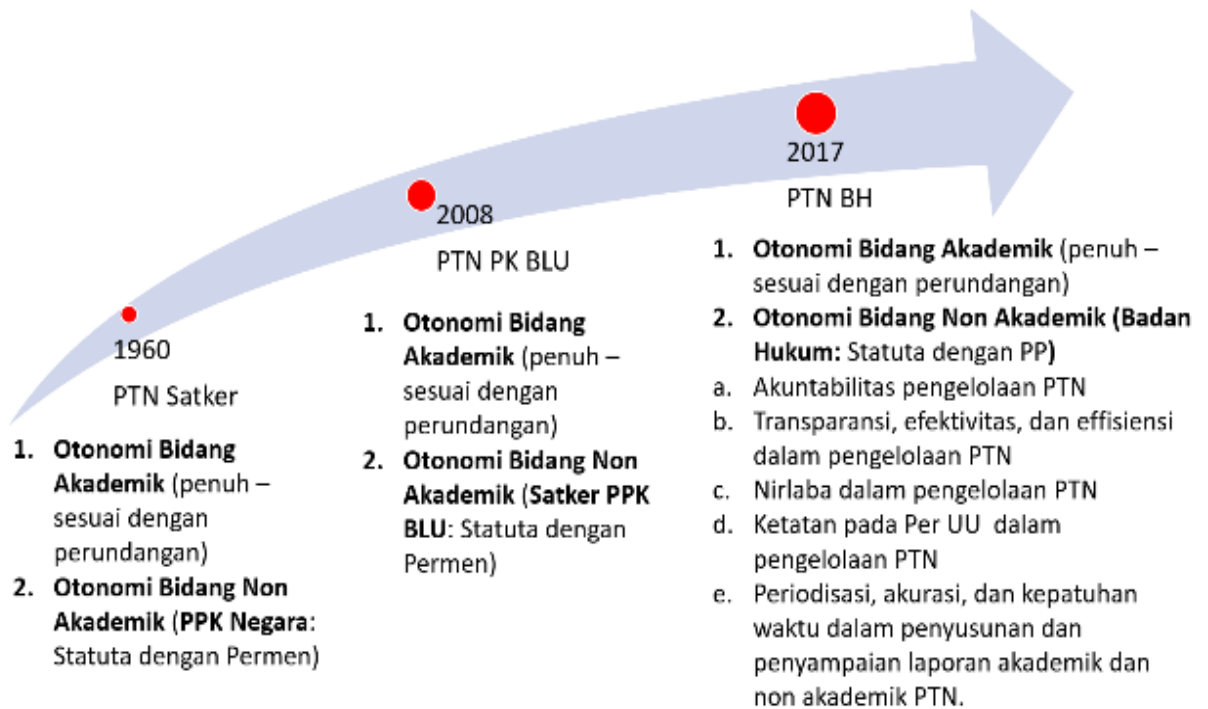 1960
PTN Satker
1. Otonomi Bidang
Akademik (penuh –
sesuai dengan
perundangan)
2. Otonomi Bidang Non
Akademik (PPK Negara:
Statuta dengan Permen)
2008
PTN PK BLU
1. Otonomi Bidang
Akademik (penuh –
sesuai dengan
perundangan)
2. Otonomi Bidang Non
Akademik (Satker PPK
BLU: Statuta dengan
Permen)
2017
PTN BH
1. Otonomi Bidang Akademik (penuh –
sesuai dengan perundangan)
2. Otonomi Bidang Non Akademik (Badan
Hukum: Statuta dengan PP)
a. Akuntabilitas pengelolaan PTN
b. Transparansi, efektivitas, dan effisiensi
dalam pengelolaan PTN
c. Nirlaba dalam pengelolaan PTN
d. Ketatan pada Per UU dalam
pengelolaan PTN
e. Periodisasi, akurasi, dan kepatuhan
waktu dalam penyusunan dan
penyampaian laporan akademik dan
non akademik PTN.